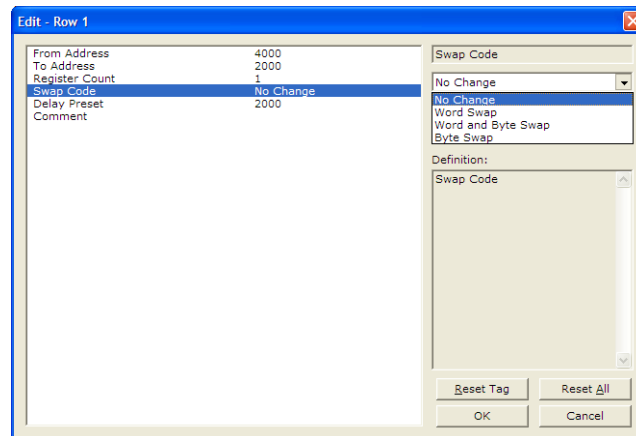 Edit - Row 1
From Address 4000
To Address 2000
Register Count 1
Swap Code No Change
Delay Preset 2000
Comment
Swap Code
No Change
No Change
Word Swap
Word and Byte Swap
Byte Swap
Definition:
Swap Code
Reset Tag Reset All
OK Cancel